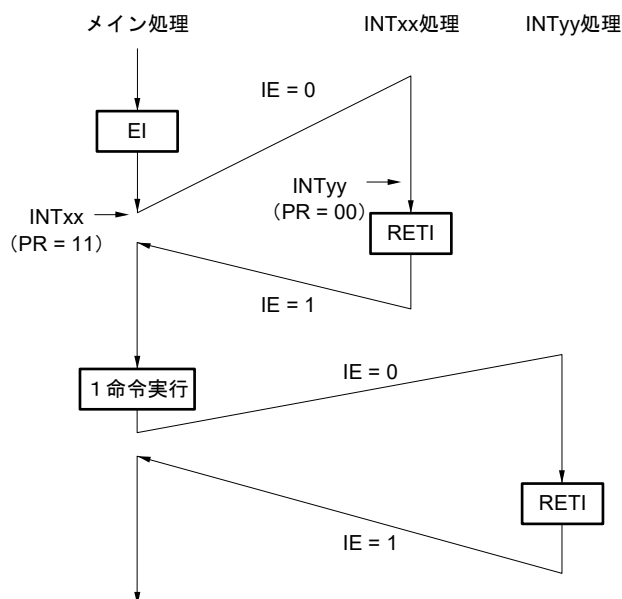 メイン処理
INTxx処理
INTyy処理
IE = 0
EI
INTyy
（PR = 00）
INTxx
（PR = 11）
RETI
IE = 1
IE = 0
１命令実行
RETI
IE = 1